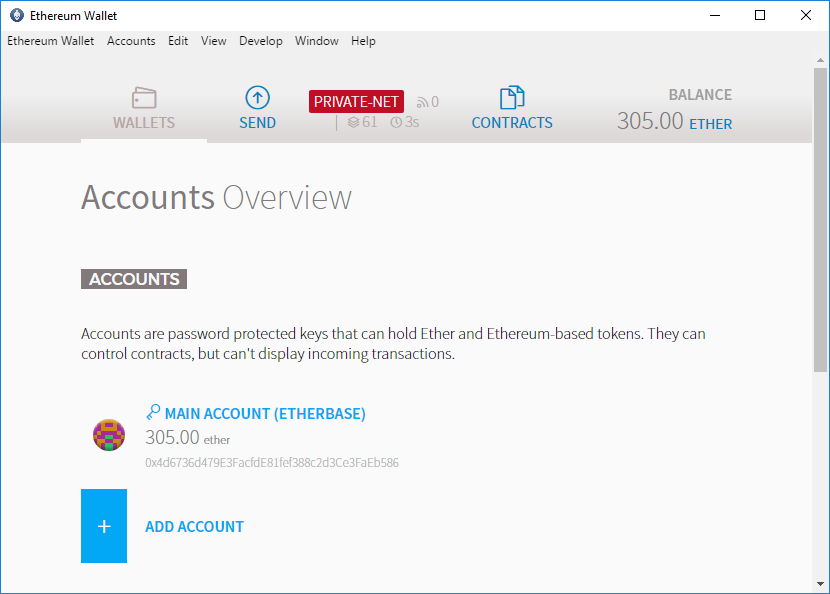 Ethereum Wallet
Ethereum Wallet Accounts Edit View Develop Window Help
WALLETS
SEND
PRIVATE-NET 0
61 3s
CONTRACTS
BALANCE
305.00 ETHER
Accounts Overview
ACCOUNTS
Accounts are password protected keys that can hold Ether and Ethereum-based tokens. They can
control contracts, but can't display incoming transactions.
MAIN ACCOUNT (ETHERBASE)
305.00 ether
0x4d6736d479E3FacfdE81fef388c2d3Ce3FaEb586
+ ADD ACCOUNT